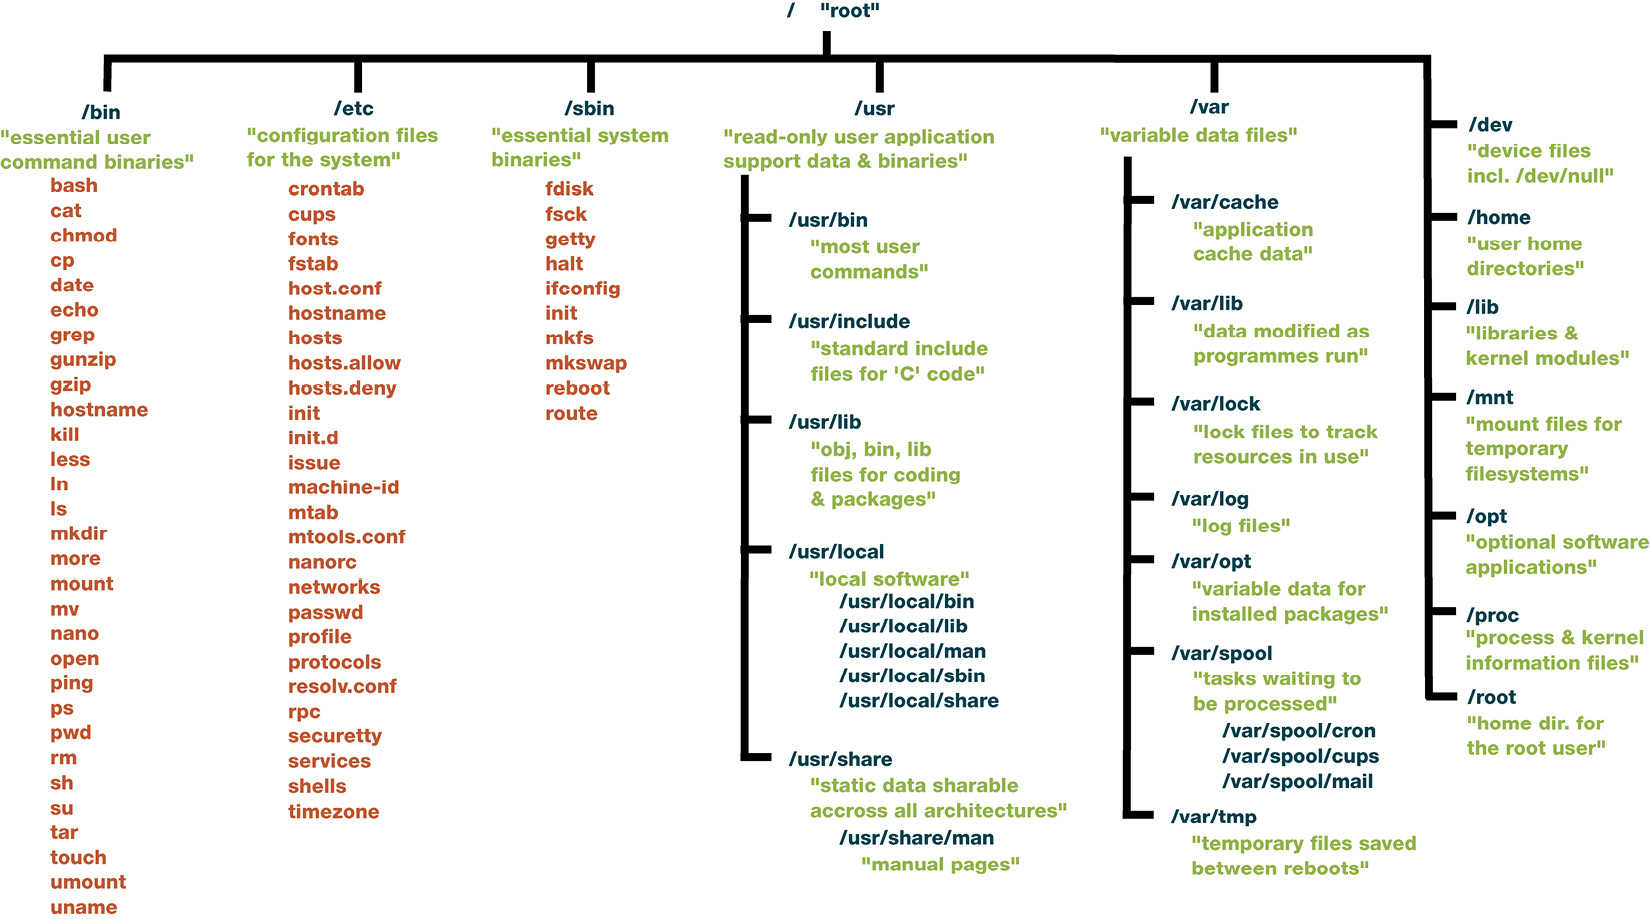 / "root"
/bin
"essential user
command binaries"
bash
cat
chmod
cp
date
echo
grep
gunzip
gzip
hostname
kill
less
ln
ls
mkdir
more
mount
mv
nano
open
ping
ps
pwd
rm
sh
su
tar
touch
umount
uname
/etc
"configuration files
for the system"
crontab
cups
fonts
fstab
host.conf
hostname
hosts
hosts.allow
hosts.deny
init
init.d
issue
machine-id
mtab
mtools.conf
nanorc
networks
passwd
profile
protocols
resolv.conf
rpc
securetty
services
shells
timezone
/sbin
"essential system
binaries"
fdisk
fsck
getty
halt
ifconfig
init
mkfs
mkswap
reboot
route
/usr
"read-only user application
support data & binaries"
/usr/bin
"most user
commands"
/usr/include
"standard include
files for 'C' code"
/usr/lib
"obj, bin, lib
files for coding
& packages"
/usr/local
"local software"
/usr/local/bin
/usr/local/lib
/usr/local/man
/usr/local/sbin
/usr/local/share
/usr/share
"static data sharable
accross all architectures"
/usr/share/man
"manual pages"
/var
"variable data files"
/var/cache
"application
cache data"
/var/lib
"data modified as
programmes run"
/var/lock
"lock files to track
resources in use"
/var/log
"log files"
/var/opt
"variable data for
installed packages"
/var/spool
"tasks waiting to
be processed"
/var/spool/cron
/var/spool/cups
/var/spool/mail
/var/tmp
"temporary files saved
between reboots"
/dev
"device files
incl. /dev/null"
/home
"user home
directories"
/lib
"libraries &
kernel modules"
/mnt
"mount files for
temporary
filesystems"
/opt
"optional software
applications"
/proc
"process & kernel
information files"
/root
"home dir. for
the root user"